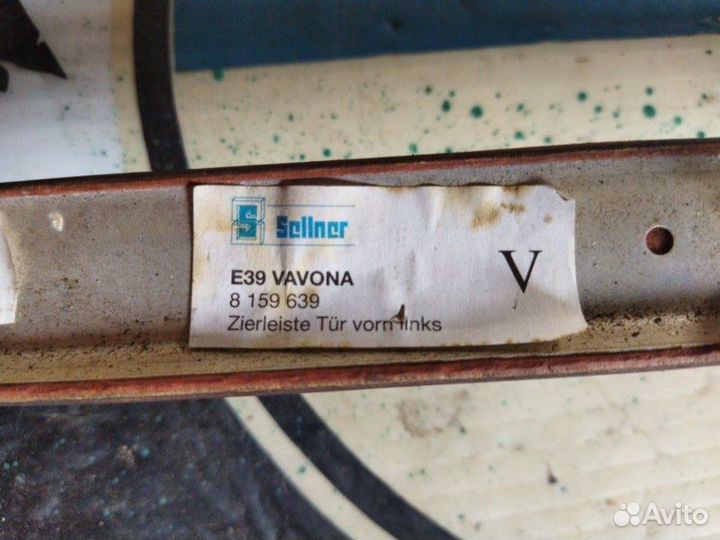 S Sellner
E39 VAVONA
8 159 639
Zierleiste Tür vorn links
V
Avito